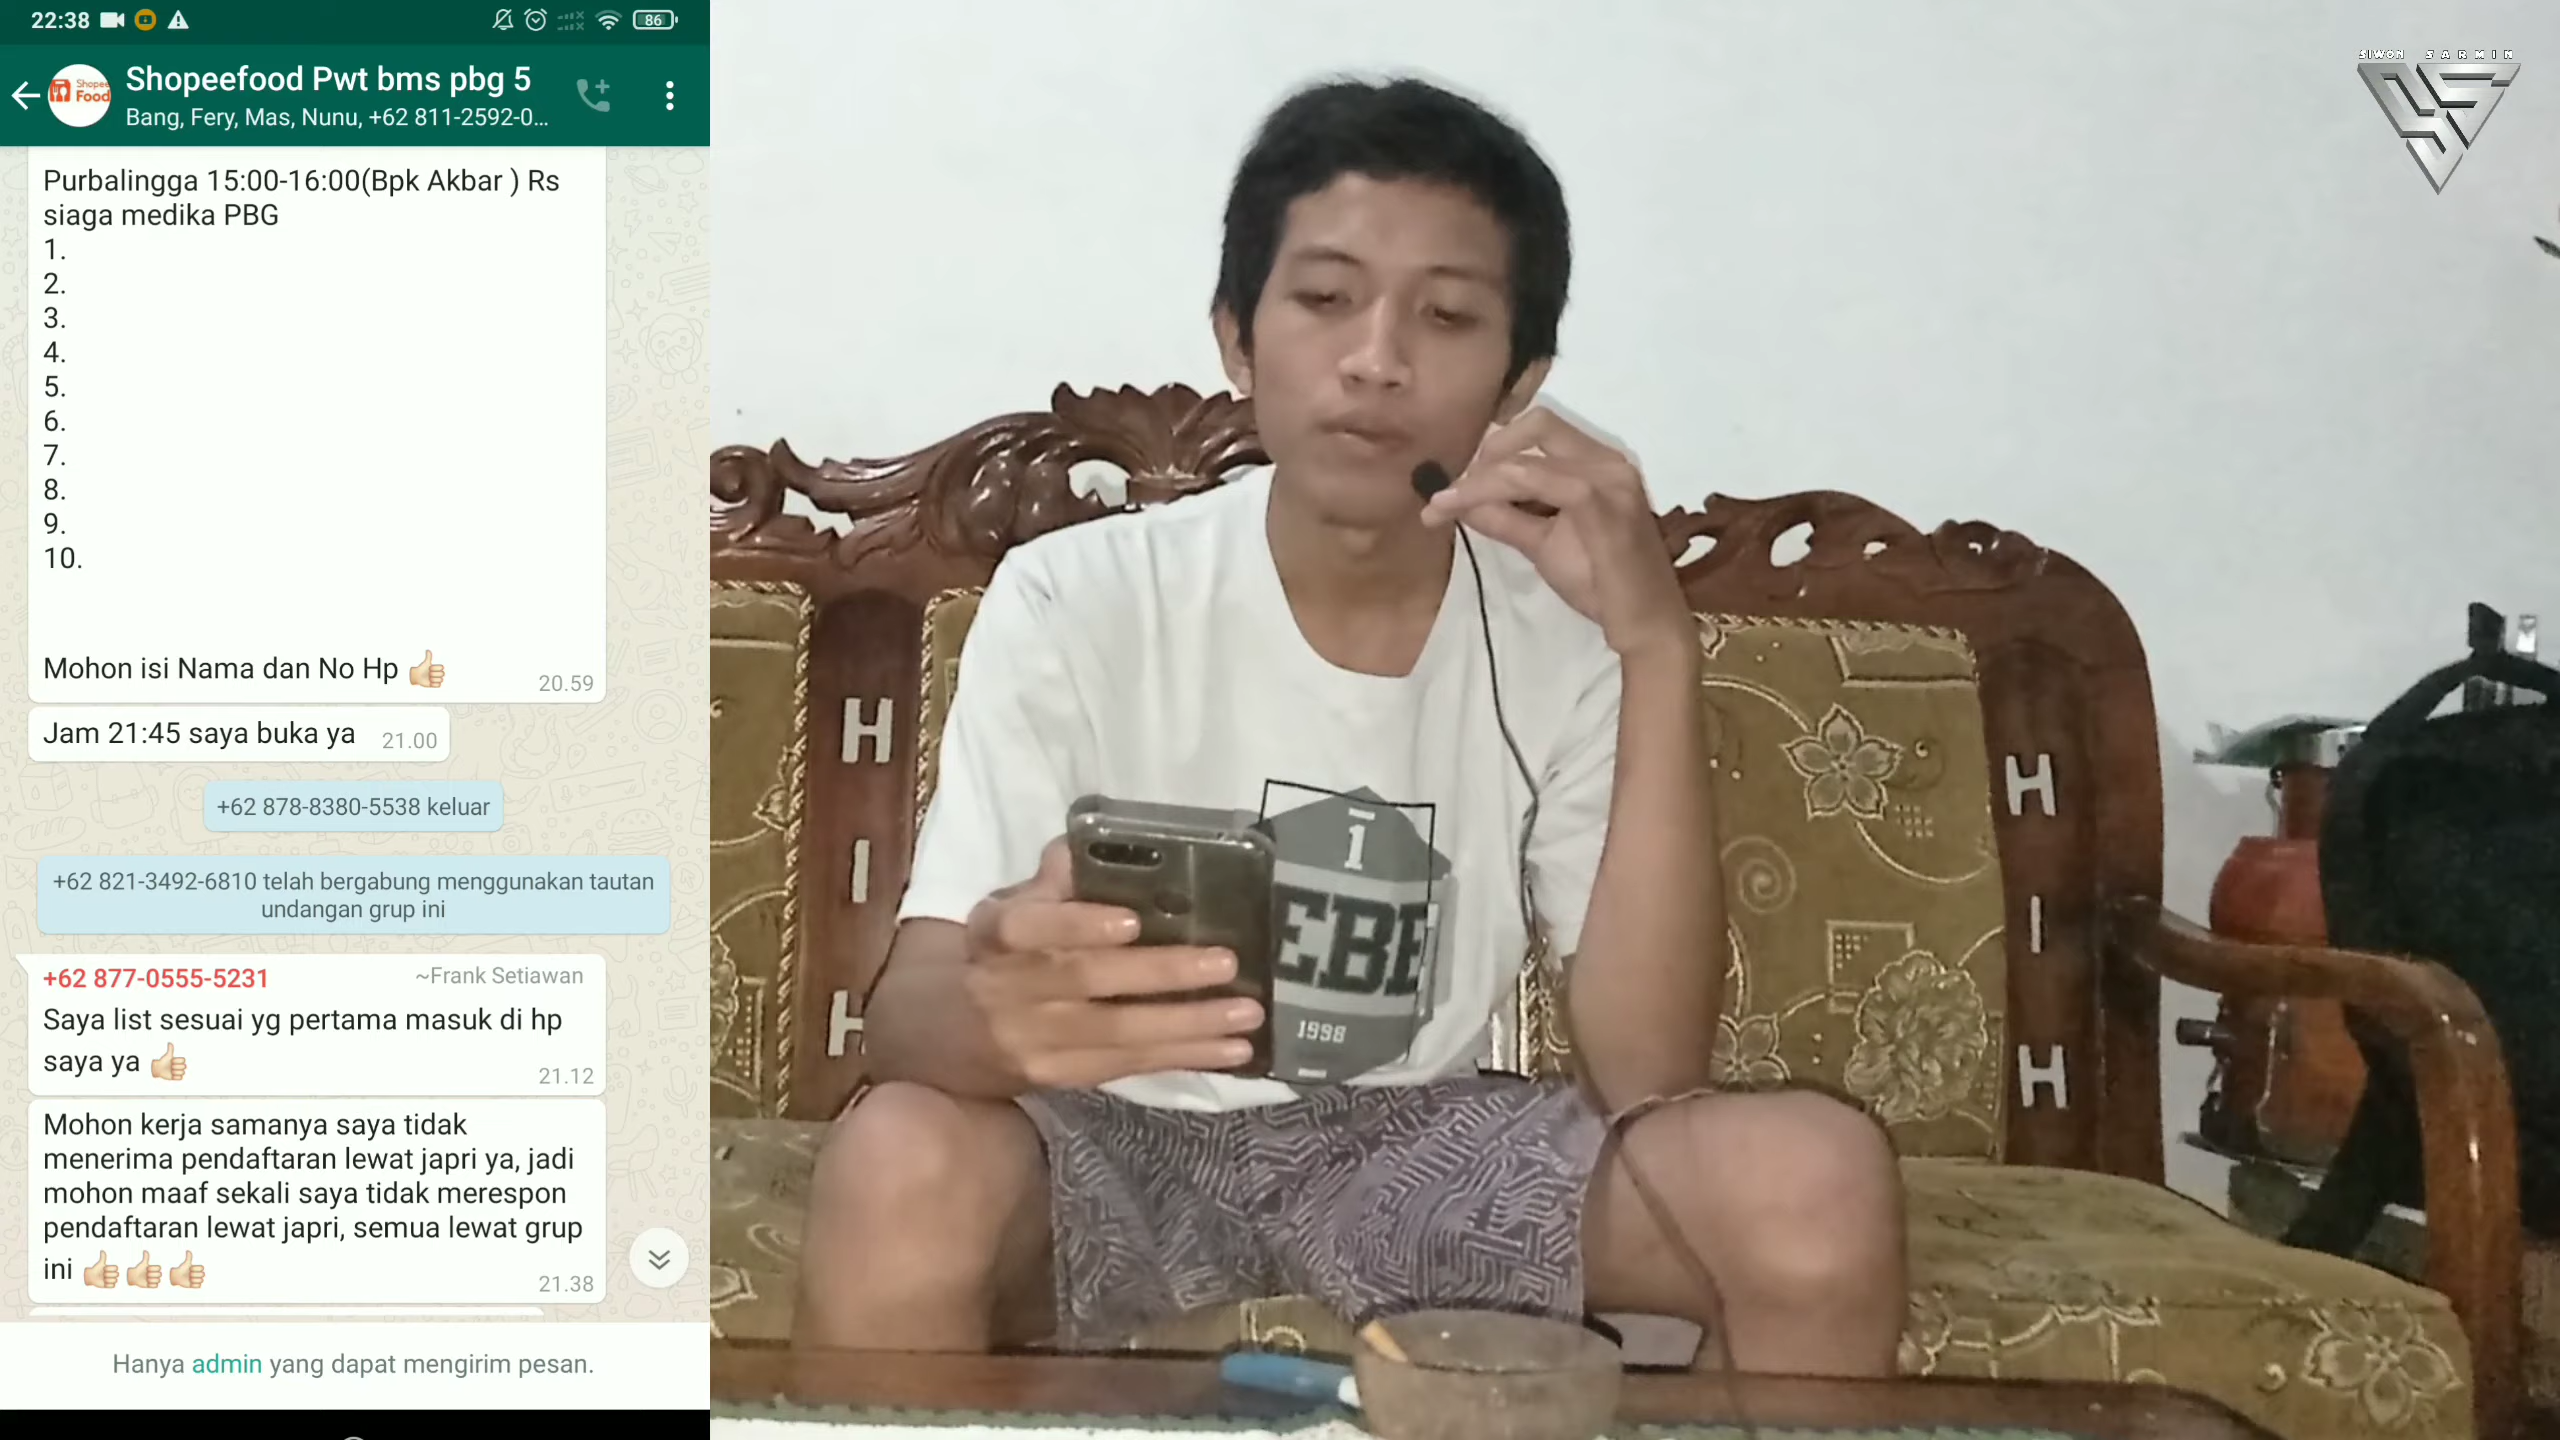 22:38
86
Shopeefood Pwt bms pbg 5
Bang, Fery, Mas, Nunu, +62 811-2592-0...
Shopee
Food
Purbalingga 15:00-16:00(Bpk Akbar ) Rs
siaga medika PBG
1.
2.
3.
4.
5.
6.
7.
8.
9.
10.
Mohon isi Nama dan No Hp 👍🏻
20.59
Jam 21:45 saya buka ya
21.00
+62 878-8380-5538 keluar
+62 821-3492-6810 telah bergabung menggunakan tautan
undangan grup ini
+62 877-0555-5231
~Frank Setiawan
Saya list sesuai yg pertama masuk di hp
saya ya 👍🏻
21.12
Mohon kerja samanya saya tidak
menerima pendaftaran lewat japri ya, jadi
mohon maaf sekali saya tidak merespon
pendaftaran lewat japri, semua lewat grup
ini 👍🏻👍🏻👍🏻
21.38
Hanya admin yang dapat mengirim pesan.
SIWON SARMIN
H
I
H
H
I
H
1
EBE
1998